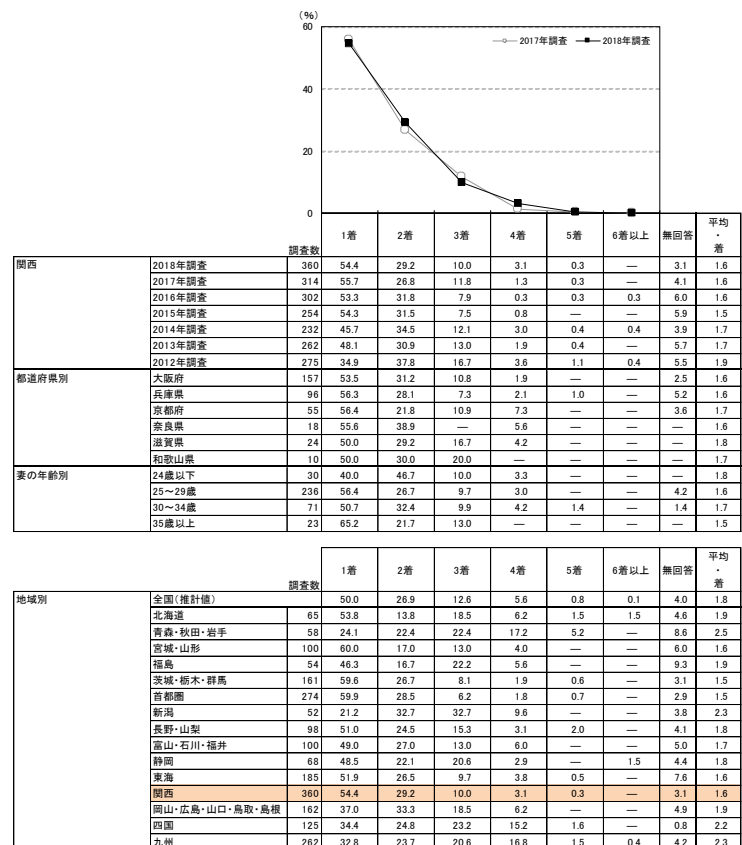 (%)
60
40
20
0
2017年調査 2018年調査
調査数 1着 2着 3着 4着 5着 6着以上 無回答 平均・着
関西 2018年調査 360 54.4 29.2 10.0 3.1 0.3 — 3.1 1.6
2017年調査 314 55.7 26.8 11.8 1.3 0.3 — 4.1 1.6
2016年調査 302 53.3 31.8 7.9 0.3 0.3 0.3 6.0 1.6
2015年調査 254 54.3 31.5 7.5 0.8 — — 5.9 1.5
2014年調査 232 45.7 34.5 12.1 3.0 0.4 0.4 3.9 1.7
2013年調査 262 48.1 30.9 13.0 1.9 0.4 — 5.7 1.7
2012年調査 275 34.9 37.8 16.7 3.6 1.1 0.4 5.5 1.9
都道府県別 大阪府 157 53.5 31.2 10.8 1.9 — — 2.5 1.6
兵庫県 96 56.3 28.1 7.3 2.1 1.0 — 5.2 1.6
京都府 55 56.4 21.8 10.9 7.3 — — 3.6 1.7
奈良県 18 55.6 38.9 — 5.6 — — — 1.6
滋賀県 24 50.0 29.2 16.7 4.2 — — — 1.8
和歌山県 10 50.0 30.0 20.0 — — — — 1.7
妻の年齢別 24歳以下 30 40.0 46.7 10.0 3.3 — — — 1.8
25～29歳 236 56.4 26.7 9.7 3.0 — — 4.2 1.6
30～34歳 71 50.7 32.4 9.9 4.2 1.4 — 1.4 1.7
35歳以上 23 65.2 21.7 13.0 — — — — 1.5
調査数 1着 2着 3着 4着 5着 6着以上 無回答 平均・着
地域別 全国(推計値) 50.0 26.9 12.6 5.6 0.8 0.1 4.0 1.8
北海道 65 53.8 13.8 18.5 6.2 1.5 1.5 4.6 1.9
青森・秋田・岩手 58 24.1 22.4 22.4 17.2 5.2 — 8.6 2.5
宮城・山形 100 60.0 17.0 13.0 4.0 — — 6.0 1.6
福島 54 46.3 16.7 22.2 5.6 — — 9.3 1.9
茨城・栃木・群馬 161 59.6 26.7 8.1 1.9 0.6 — 3.1 1.5
首都圏 274 59.9 28.5 6.2 1.8 0.7 — 2.9 1.5
新潟 52 21.2 32.7 32.7 9.6 — — 3.8 2.3
長野・山梨 98 51.0 24.5 15.3 3.1 2.0 — 4.1 1.8
富山・石川・福井 100 49.0 27.0 13.0 6.0 — — 5.0 1.7
静岡 68 48.5 22.1 20.6 2.9 — 1.5 4.4 1.8
東海 185 51.9 26.5 9.7 3.8 0.5 — 7.6 1.6
関西 360 54.4 29.2 10.0 3.1 0.3 — 3.1 1.6
岡山・広島・山口・鳥取・島根 162 37.0 33.3 18.5 6.2 — — 4.9 1.9
四国 125 34.4 24.8 23.2 15.2 1.6 — 0.8 2.2
九州 262 32.8 23.7 20.6 16.8 1.5 0.4 4.2 2.3